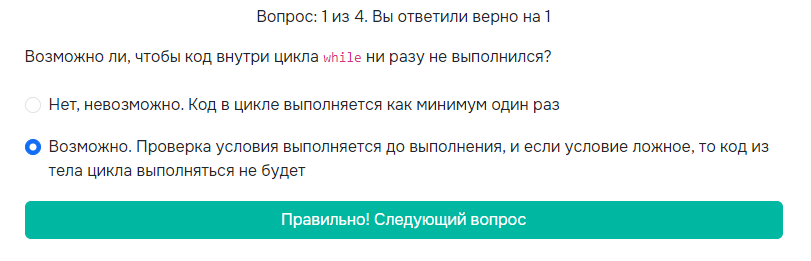 Вопрос: 1 из 4. Вы ответили верно на 1
Возможно ли, чтобы код внутри цикла while ни разу не выполнился?
Нет, невозможно. Код в цикле выполняется как минимум один раз
Возможно. Проверка условия выполняется до выполнения, и если условие ложное, то код из
тела цикла выполняться не будет
Правильно! Следующий вопрос